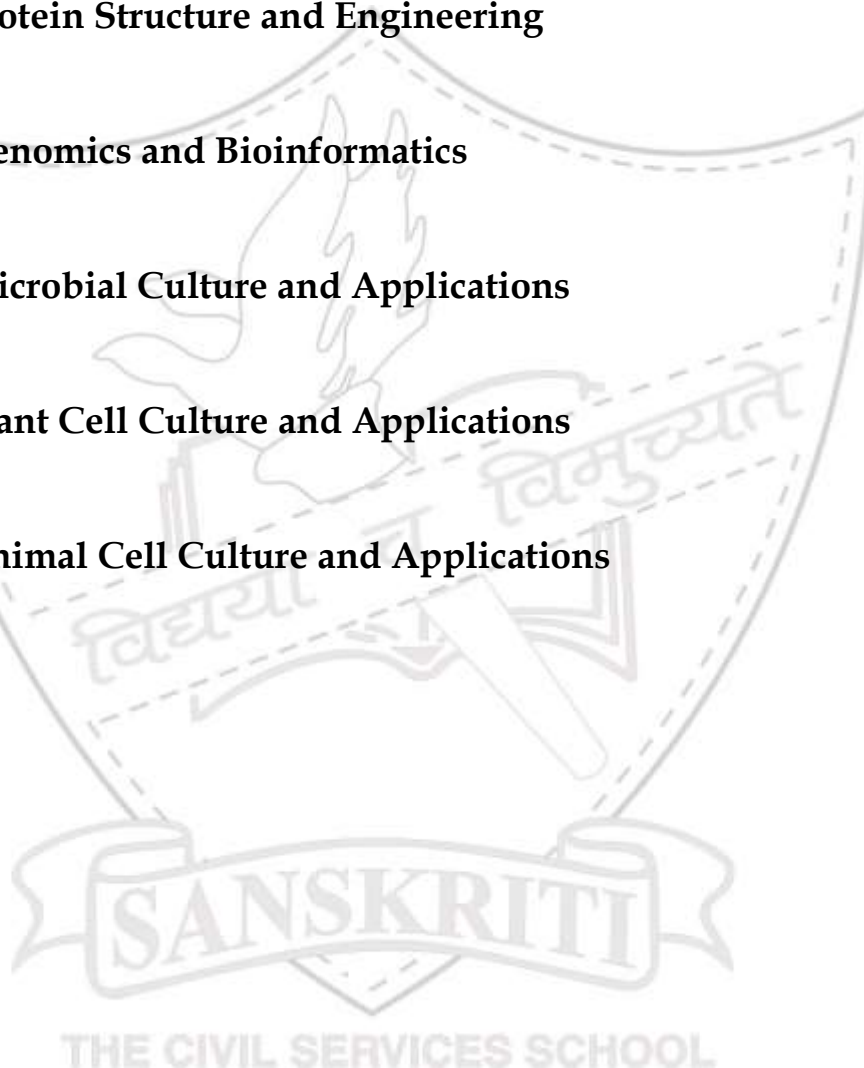 otein Structure and Engineering
enomics and Bioinformatics
icrobial Culture and Applications
ant Cell Culture and Applications
nimal Cell Culture and Applications
विद्यया च विमुच्यते
SANSKRITI
THE CIVIL SERVICES SCHOOL